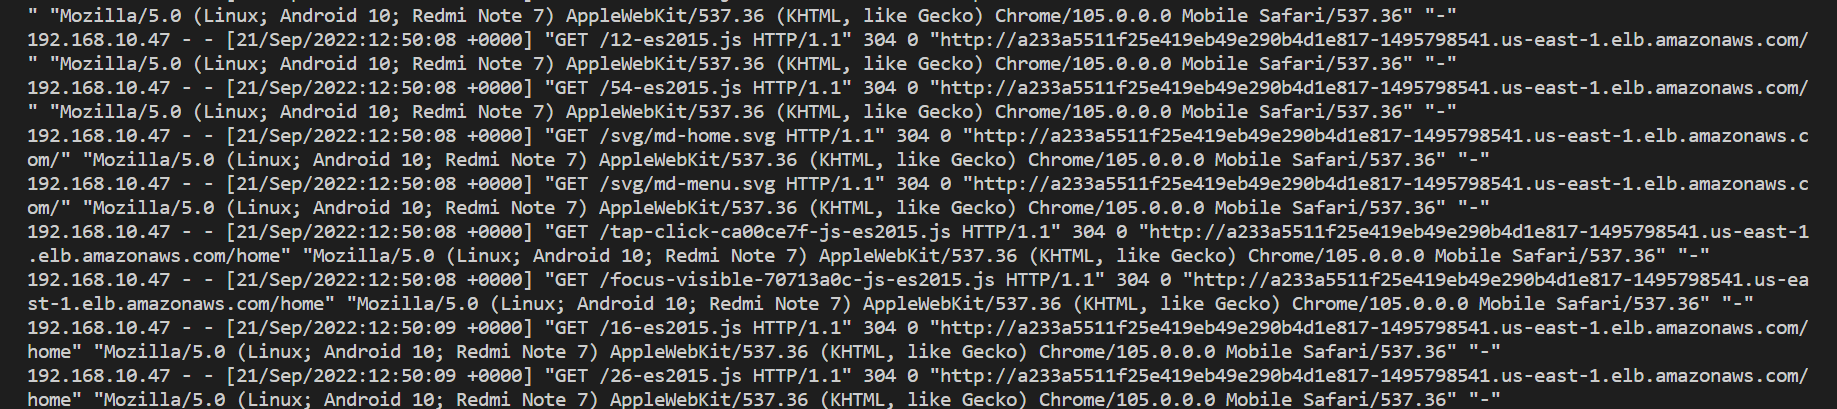 " "Mozilla/5.0 (Linux; Android 10; Redmi Note 7) AppleWebKit/537.36 (KHTML, like Gecko) Chrome/105.0.0.0 Mobile Safari/537.36" "-"
192.168.10.47 - - [21/Sep/2022:12:50:08 +0000] "GET /12-es2015.js HTTP/1.1" 304 0 "http://a233a5511f25e419eb49e290b4d1e817-1495798541.us-east-1.elb.amazonaws.com/
" "Mozilla/5.0 (Linux; Android 10; Redmi Note 7) AppleWebKit/537.36 (KHTML, like Gecko) Chrome/105.0.0.0 Mobile Safari/537.36" "-"
192.168.10.47 - - [21/Sep/2022:12:50:08 +0000] "GET /54-es2015.js HTTP/1.1" 304 0 "http://a233a5511f25e419eb49e290b4d1e817-1495798541.us-east-1.elb.amazonaws.com/
" "Mozilla/5.0 (Linux; Android 10; Redmi Note 7) AppleWebKit/537.36 (KHTML, like Gecko) Chrome/105.0.0.0 Mobile Safari/537.36" "-"
192.168.10.47 - - [21/Sep/2022:12:50:08 +0000] "GET /svg/md-home.svg HTTP/1.1" 304 0 "http://a233a5511f25e419eb49e290b4d1e817-1495798541.us-east-1.elb.amazonaws.c
om/" "Mozilla/5.0 (Linux; Android 10; Redmi Note 7) AppleWebKit/537.36 (KHTML, like Gecko) Chrome/105.0.0.0 Mobile Safari/537.36" "-"
192.168.10.47 - - [21/Sep/2022:12:50:08 +0000] "GET /svg/md-menu.svg HTTP/1.1" 304 0 "http://a233a5511f25e419eb49e290b4d1e817-1495798541.us-east-1.elb.amazonaws.c
om/" "Mozilla/5.0 (Linux; Android 10; Redmi Note 7) AppleWebKit/537.36 (KHTML, like Gecko) Chrome/105.0.0.0 Mobile Safari/537.36" "-"
192.168.10.47 - - [21/Sep/2022:12:50:08 +0000] "GET /tap-click-ca00ce7f-js-es2015.js HTTP/1.1" 304 0 "http://a233a5511f25e419eb49e290b4d1e817-1495798541.us-east-1
.elb.amazonaws.com/home" "Mozilla/5.0 (Linux; Android 10; Redmi Note 7) AppleWebKit/537.36 (KHTML, like Gecko) Chrome/105.0.0.0 Mobile Safari/537.36" "-"
192.168.10.47 - - [21/Sep/2022:12:50:08 +0000] "GET /focus-visible-70713a0c-js-es2015.js HTTP/1.1" 304 0 "http://a233a5511f25e419eb49e290b4d1e817-1495798541.us-ea
st-1.elb.amazonaws.com/home" "Mozilla/5.0 (Linux; Android 10; Redmi Note 7) AppleWebKit/537.36 (KHTML, like Gecko) Chrome/105.0.0.0 Mobile Safari/537.36" "-"
192.168.10.47 - - [21/Sep/2022:12:50:09 +0000] "GET /16-es2015.js HTTP/1.1" 304 0 "http://a233a5511f25e419eb49e290b4d1e817-1495798541.us-east-1.elb.amazonaws.com/
home" "Mozilla/5.0 (Linux; Android 10; Redmi Note 7) AppleWebKit/537.36 (KHTML, like Gecko) Chrome/105.0.0.0 Mobile Safari/537.36" "-"
192.168.10.47 - - [21/Sep/2022:12:50:09 +0000] "GET /26-es2015.js HTTP/1.1" 304 0 "http://a233a5511f25e419eb49e290b4d1e817-1495798541.us-east-1.elb.amazonaws.com/
home" "Mozilla/5.0 (Linux; Android 10; Redmi Note 7) AppleWebKit/537.36 (KHTML, like Gecko) Chrome/105.0.0.0 Mobile Safari/537.36" "-"